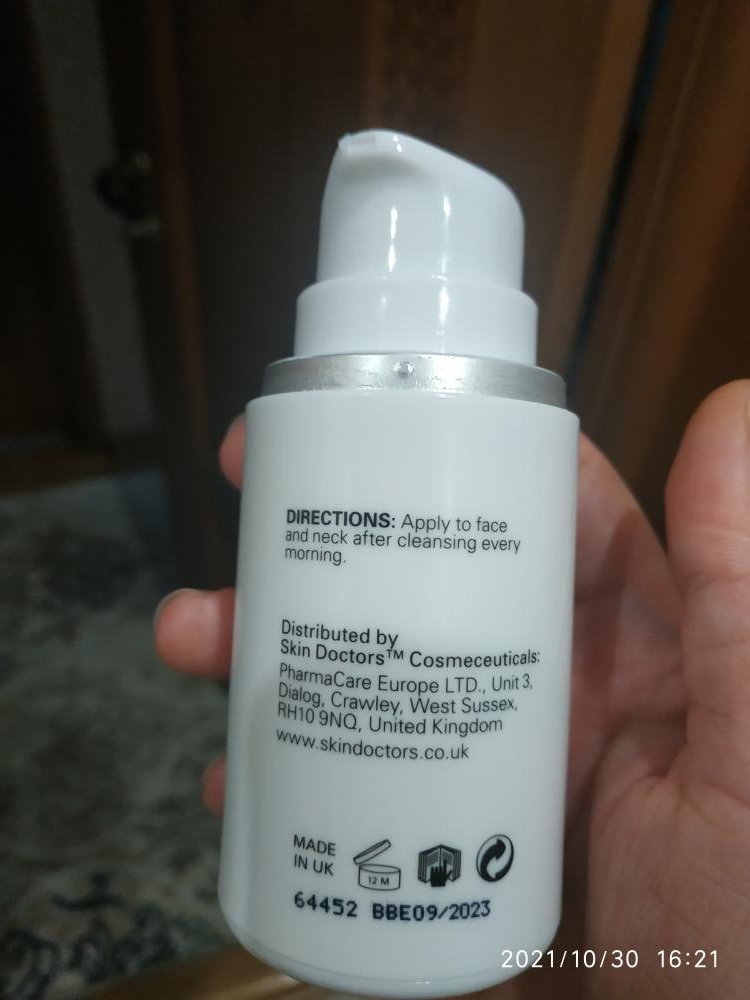 DIRECTIONS: Apply to face
and neck after cleansing every
morning.
Distributed by
Skin Doctors™ Cosmeceuticals:
PharmaCare Europe LTD., Unit 3,
Dialog, Crawley, West Sussex,
RH10 9NQ, United Kingdom
www.skindoctors.co.uk
MADE
IN UK
12 M
64452 BBE09/2023
2021/10/30 16:21